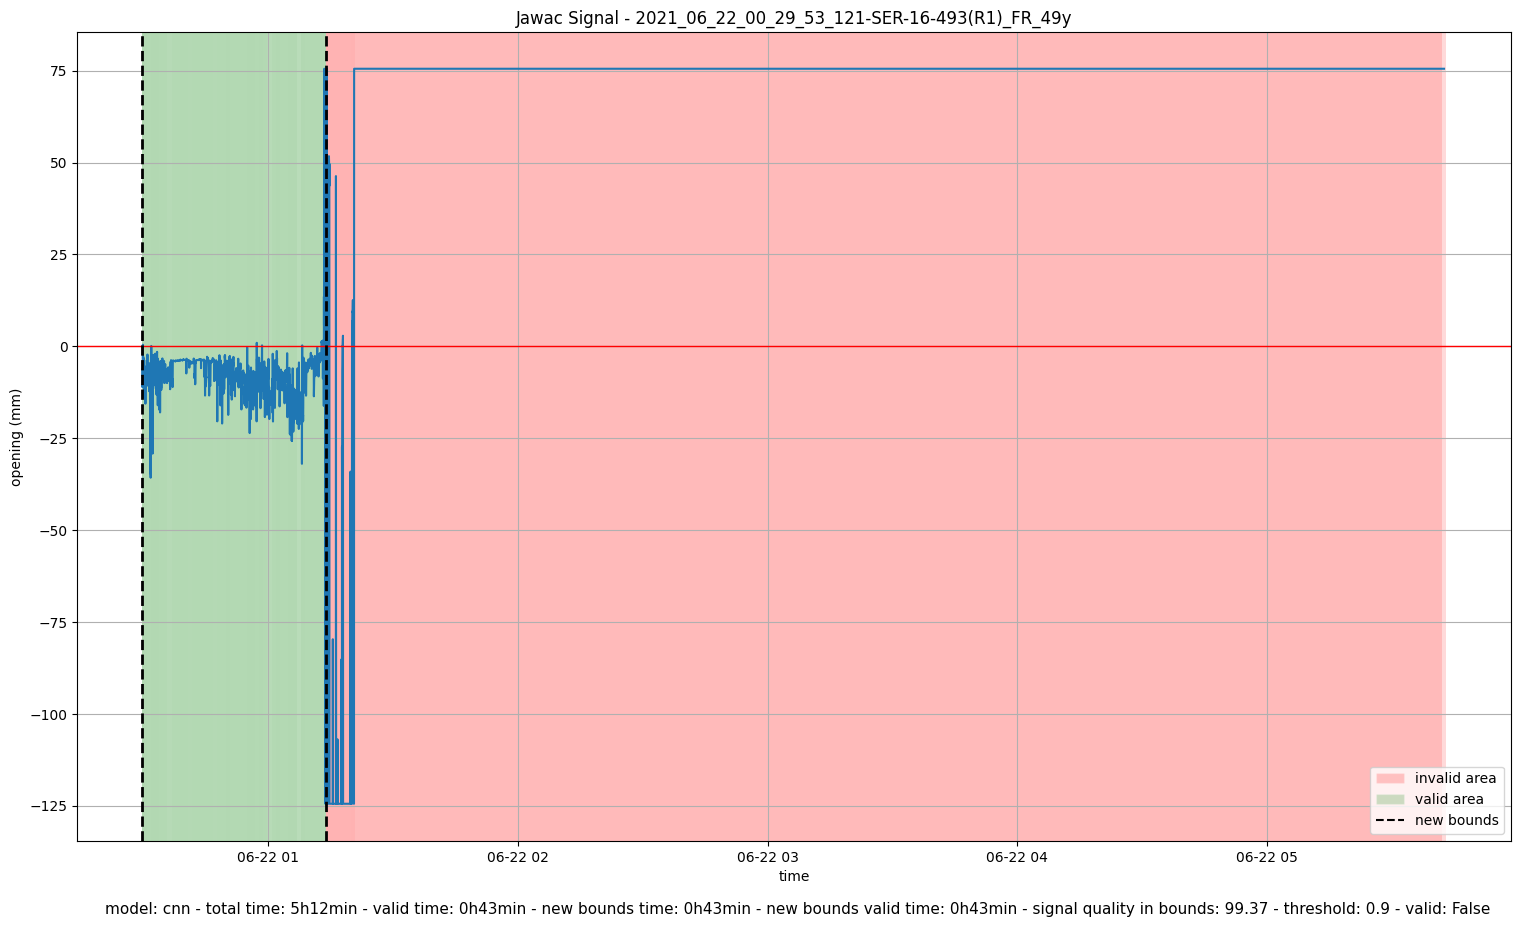 Jawac Signal - 2021_06_22_00_29_53_121-SER-16-493(R1)_FR_49y
75
50
25
0
−25
−50
−75
−100
−125
opening (mm)
06-22 01
06-22 02
06-22 03
06-22 04
06-22 05
time
invalid area
valid area
new bounds
model: cnn - total time: 5h12min - valid time: 0h43min - new bounds time: 0h43min - new bounds valid time: 0h43min - signal quality in bounds: 99.37 - threshold: 0.9 - valid: False